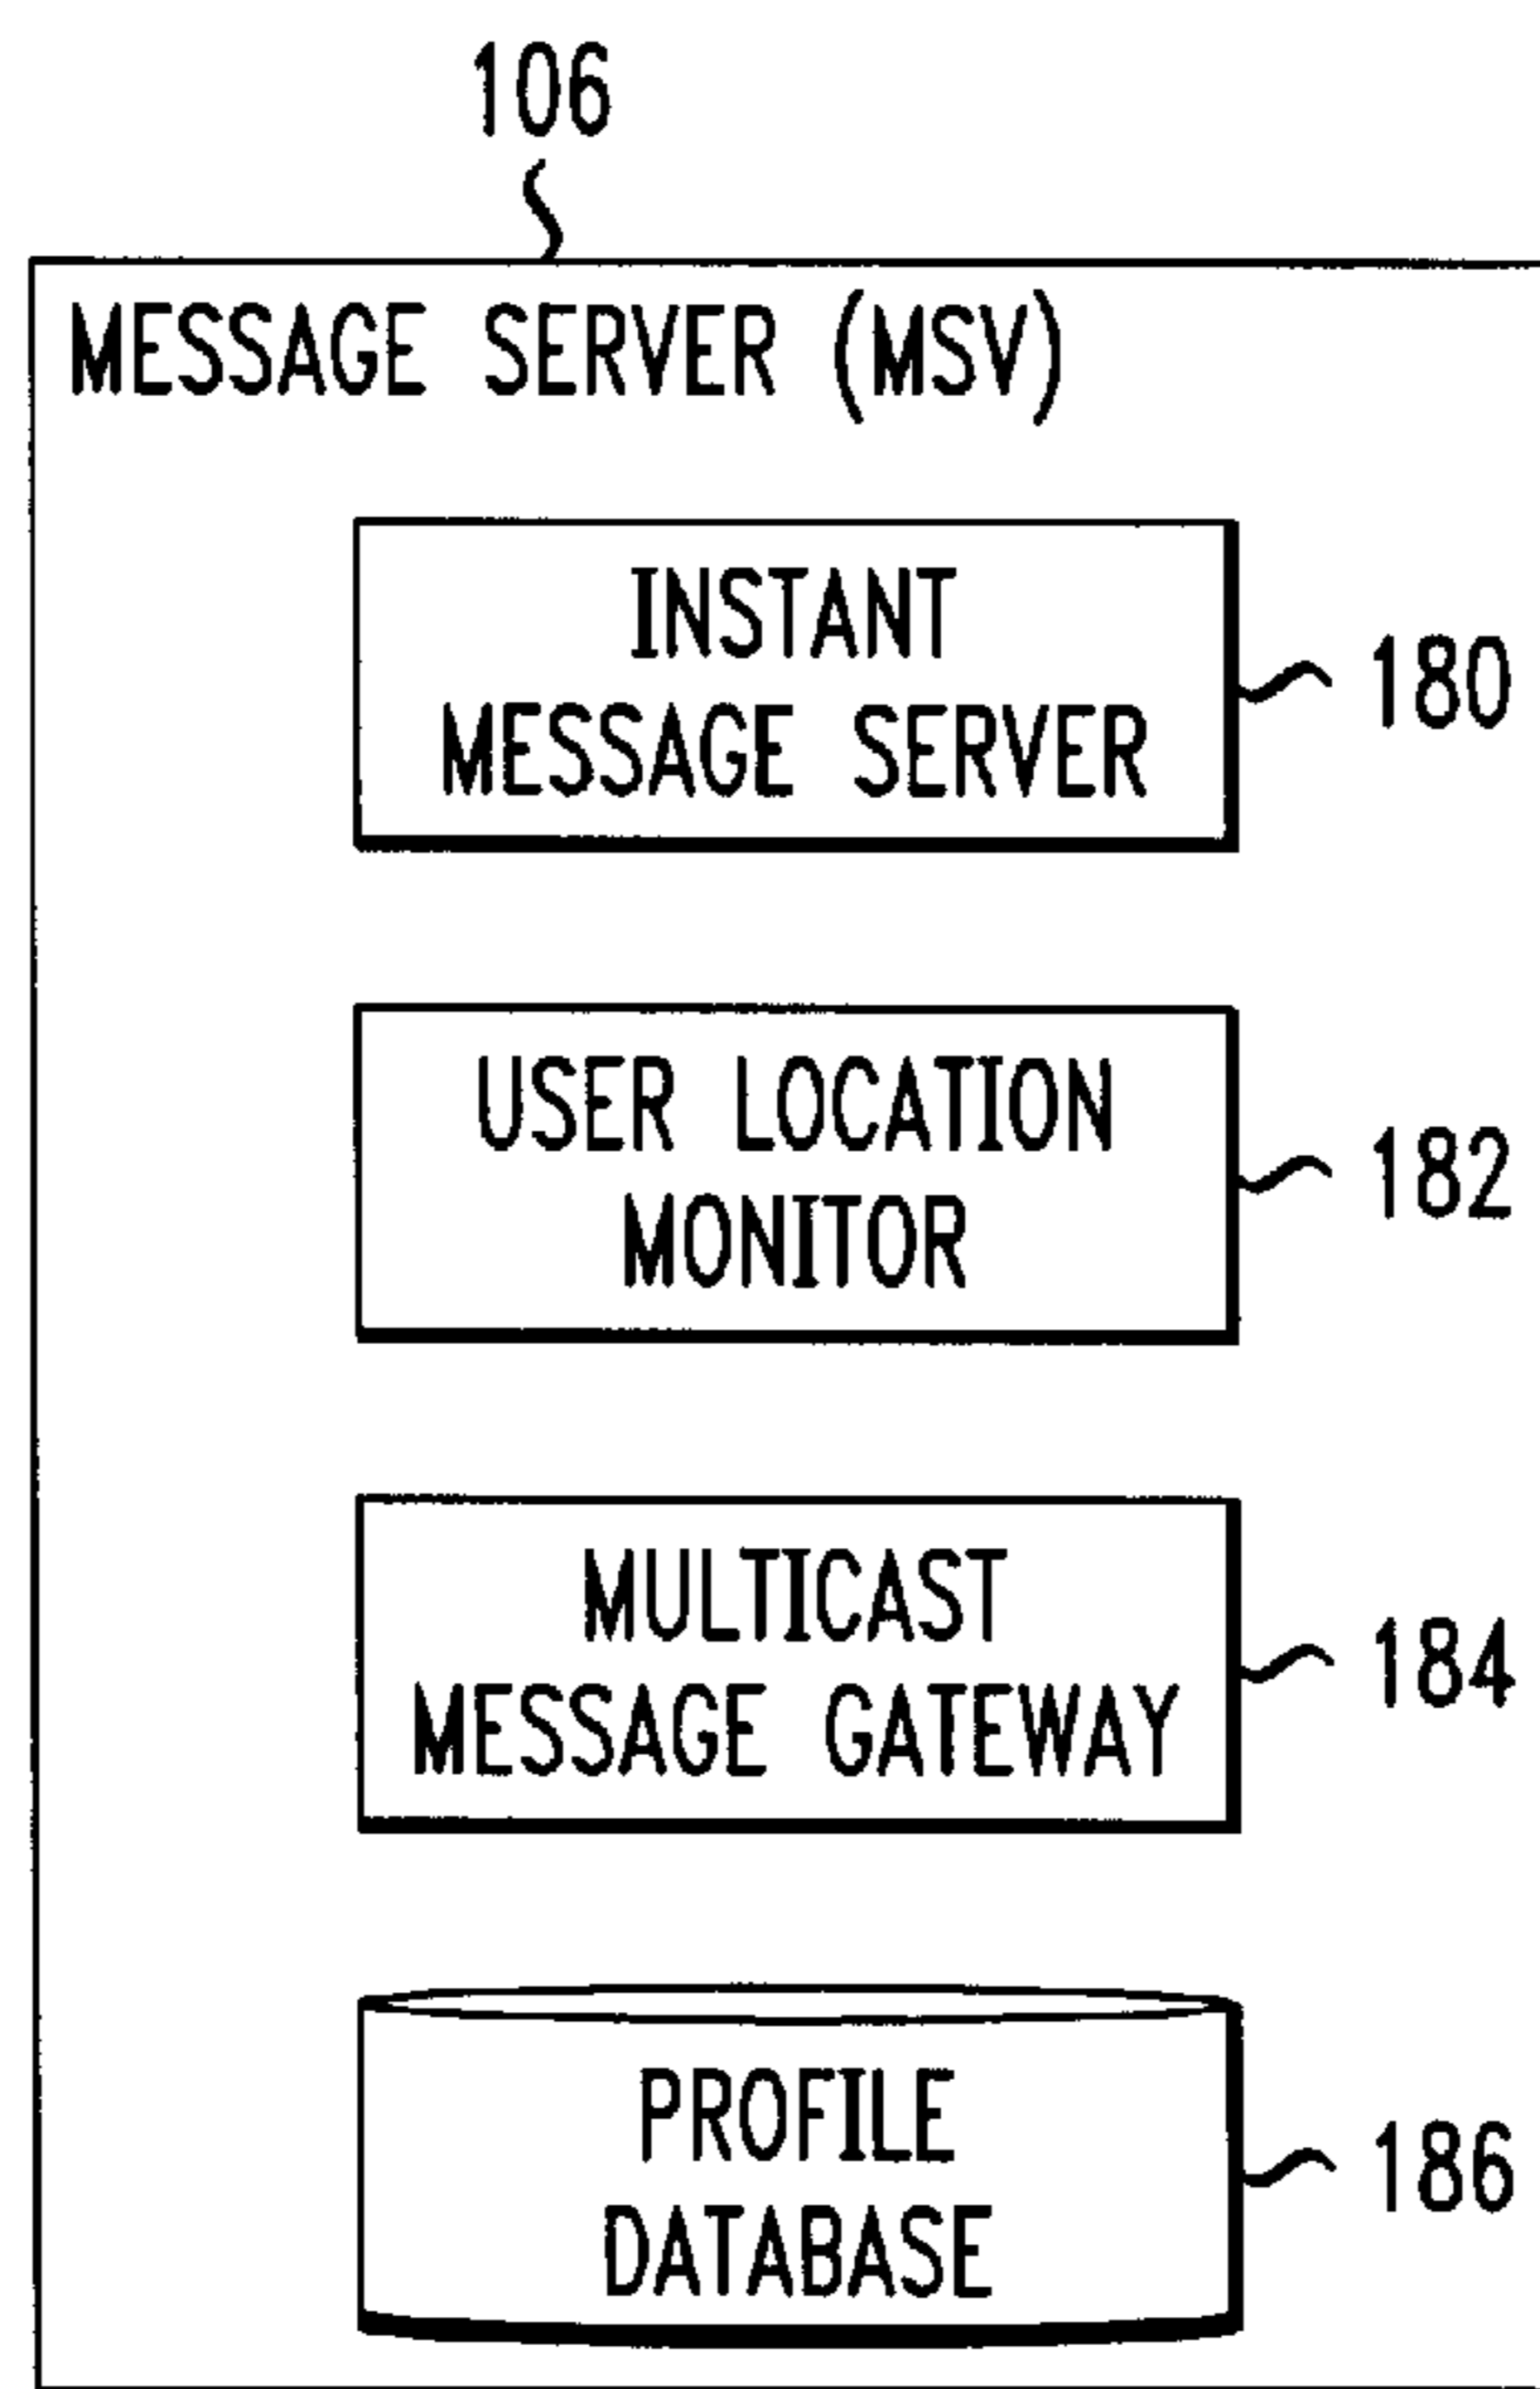 106
MESSAGE SERVER (MSV)
INSTANT
MESSAGE SERVER
180
USER LOCATION
MONITOR
182
MULTICAST
MESSAGE GATEWAY
184
PROFILE
DATABASE
186